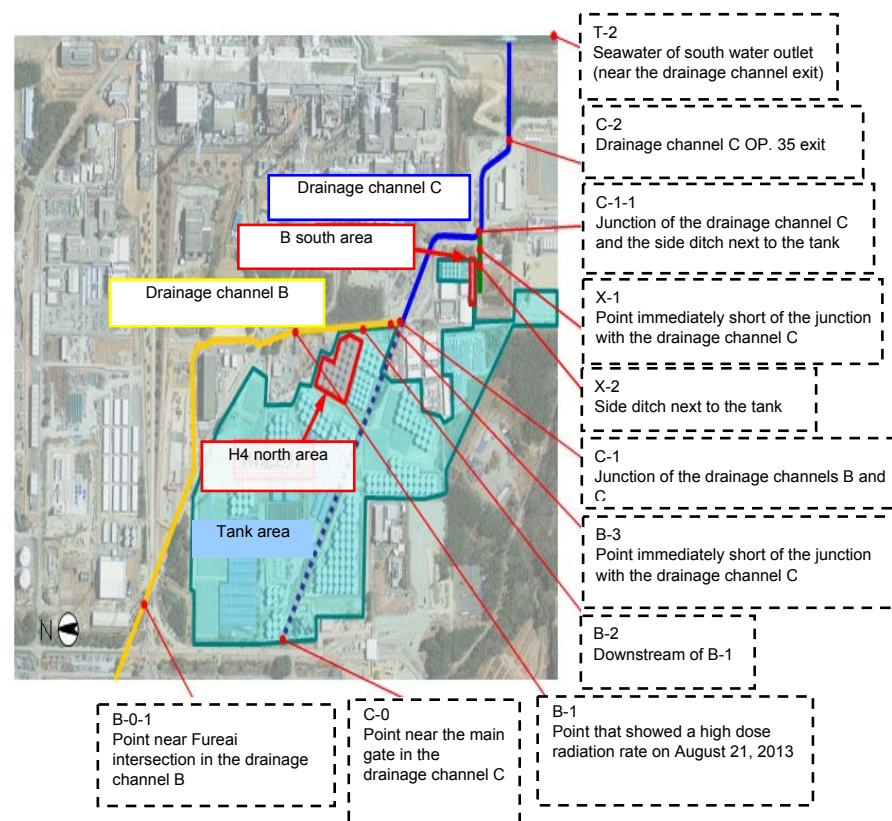 T-2
Seawater of south water outlet
(near the drainage channel exit)
C-2
Drainage channel C OP. 35 exit
Drainage channel C
C-1-1
Junction of the drainage channel C
and the side ditch next to the tank
B south area
Drainage channel B
X-1
Point immediately short of the junction
with the drainage channel C
X-2
Side ditch next to the tank
H4 north area
C-1
Junction of the drainage channels B and
C
Tank area
B-3
Point immediately short of the junction
with the drainage channel C
N
B-2
Downstream of B-1
B-0-1
Point near Fureai
intersection in the drainage
channel B
C-0
Point near the main
gate in the
drainage channel C
B-1
Point that showed a high dose
radiation rate on August 21, 2013